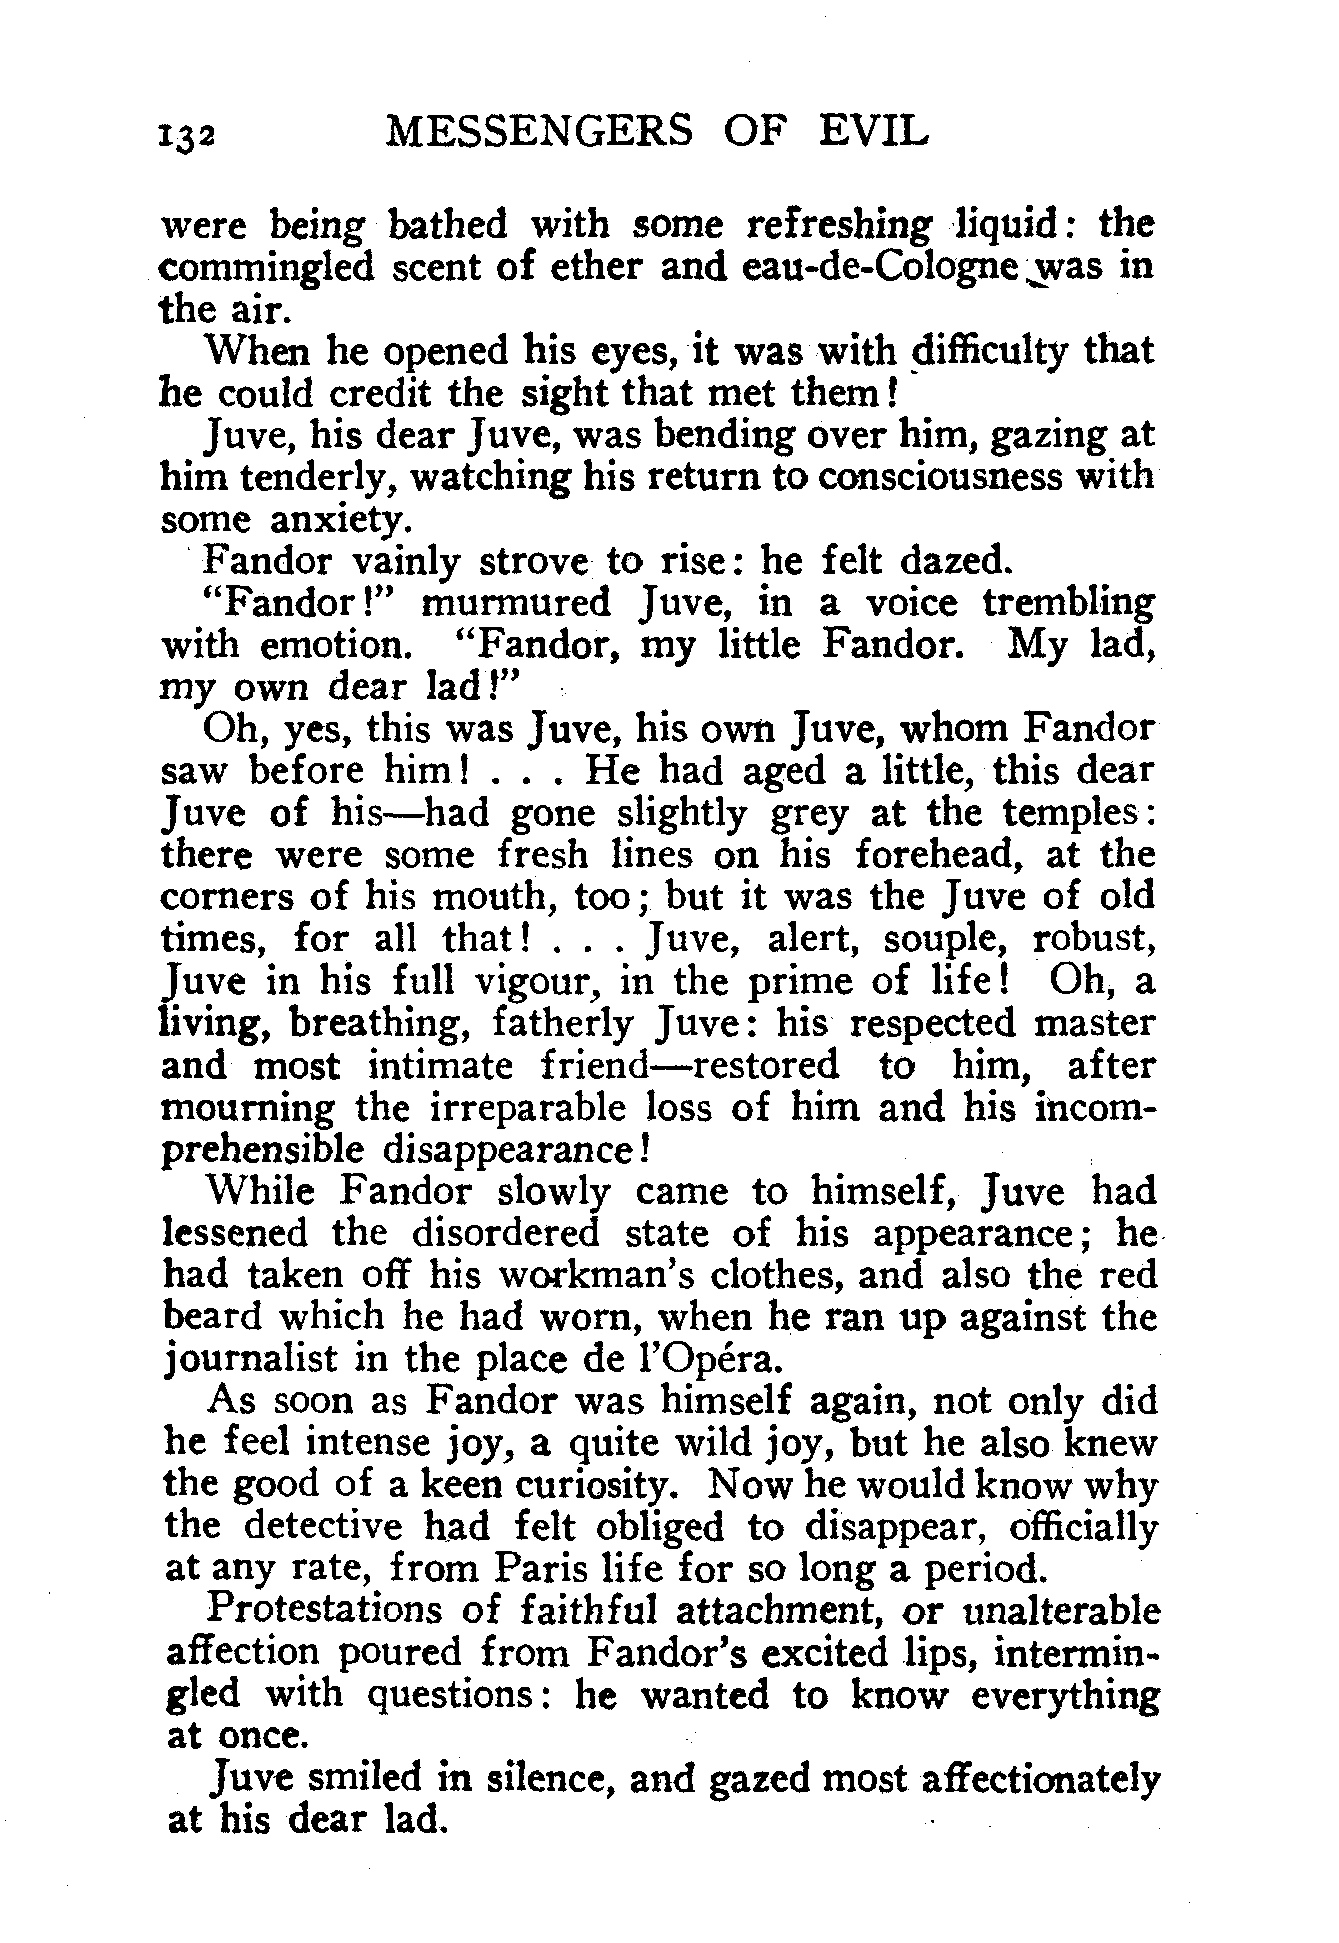 132 MESSENGERS OF EVIL
were being bathed with some refreshing liquid: the
commingled scent of ether and eau-de-Cologne was in
the air.
When he opened his eyes, it was with difficulty that
he could credit the sight that met them!
Juve, his dear Juve, was bending over him, gazing at
him tenderly, watching his return to consciousness with
some anxiety.
Fandor vainly strove to rise: he felt dazed.
"Fandor!" murmured Juve, in a voice trembling
with emotion. "Fandor, my little Fandor. My lad,
my own dear lad!"
Oh, yes, this was Juve, his own Juve, whom Fandor
saw before him! . . . He had aged a little, this dear
Juve of his—had gone slightly grey at the temples:
there were some fresh lines on his forehead, at the
corners of his mouth, too; but it was the Juve of old
times, for all that! . . . Juve, alert, souple, robust,
Juve in his full vigour, in the prime of life! Oh, a
living, breathing, fatherly Juve: his respected master
and most intimate friend—restored to him, after
mourning the irreparable loss of him and his incom-
prehensible disappearance!
While Fandor slowly came to himself, Juve had
lessened the disordered state of his appearance; he
had taken off his workman's clothes, and also the red
beard which he had worn, when he ran up against the
journalist in the place de l'Opéra.
As soon as Fandor was himself again, not only did
he feel intense joy, a quite wild joy, but he also knew
the good of a keen curiosity. Now he would know why
the detective had felt obliged to disappear, officially
at any rate, from Paris life for so long a period.
Protestations of faithful attachment, or unalterable
affection poured from Fandor's excited lips, intermin-
gled with questions: he wanted to know everything
at once.
Juve smiled in silence, and gazed most affectionately
at his dear lad.